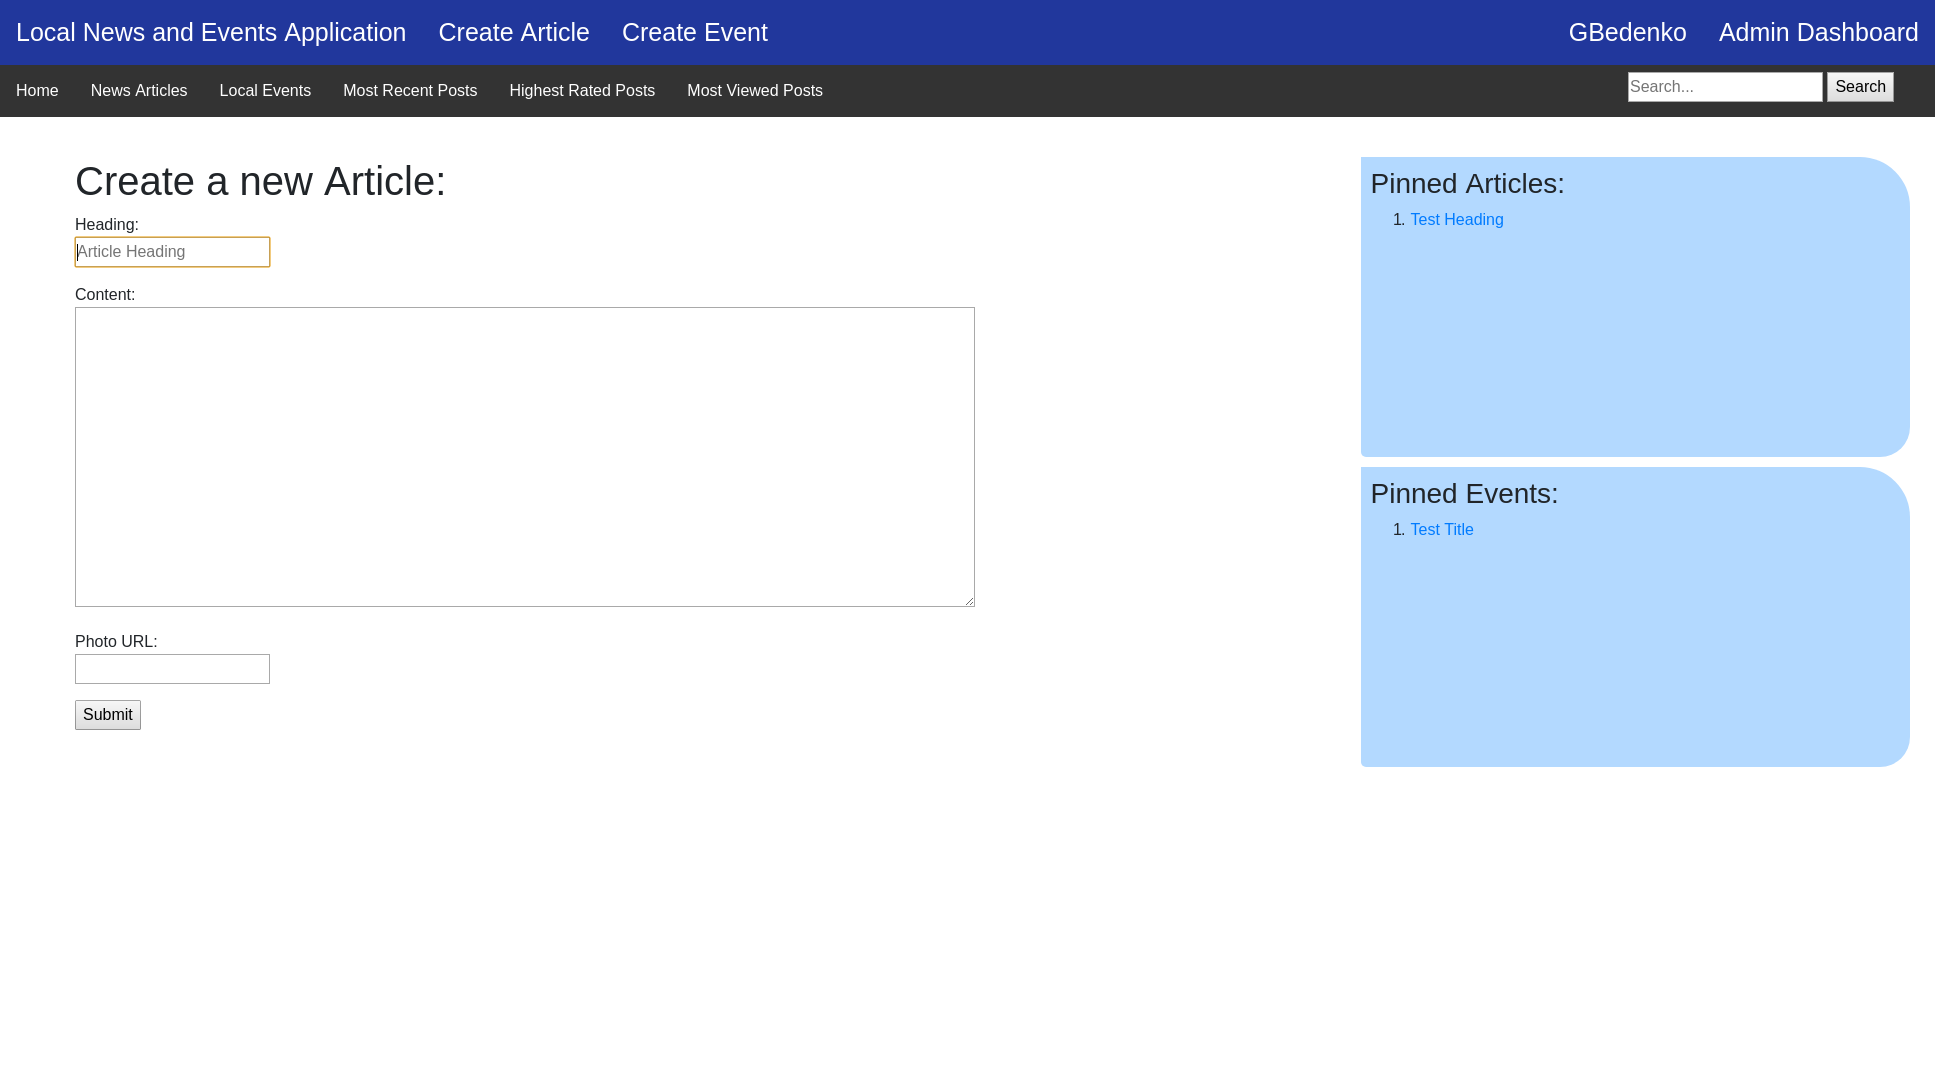 Local News and Events Application Create Article Create Event GBedenko Admin Dashboard
Home News Articles Local Events Most Recent Posts Highest Rated Posts Most Viewed Posts Search... Search
Create a new Article:
Heading:
Article Heading
Content:
Photo URL:
Submit
Pinned Articles:
1. Test Heading
Pinned Events:
1. Test Title